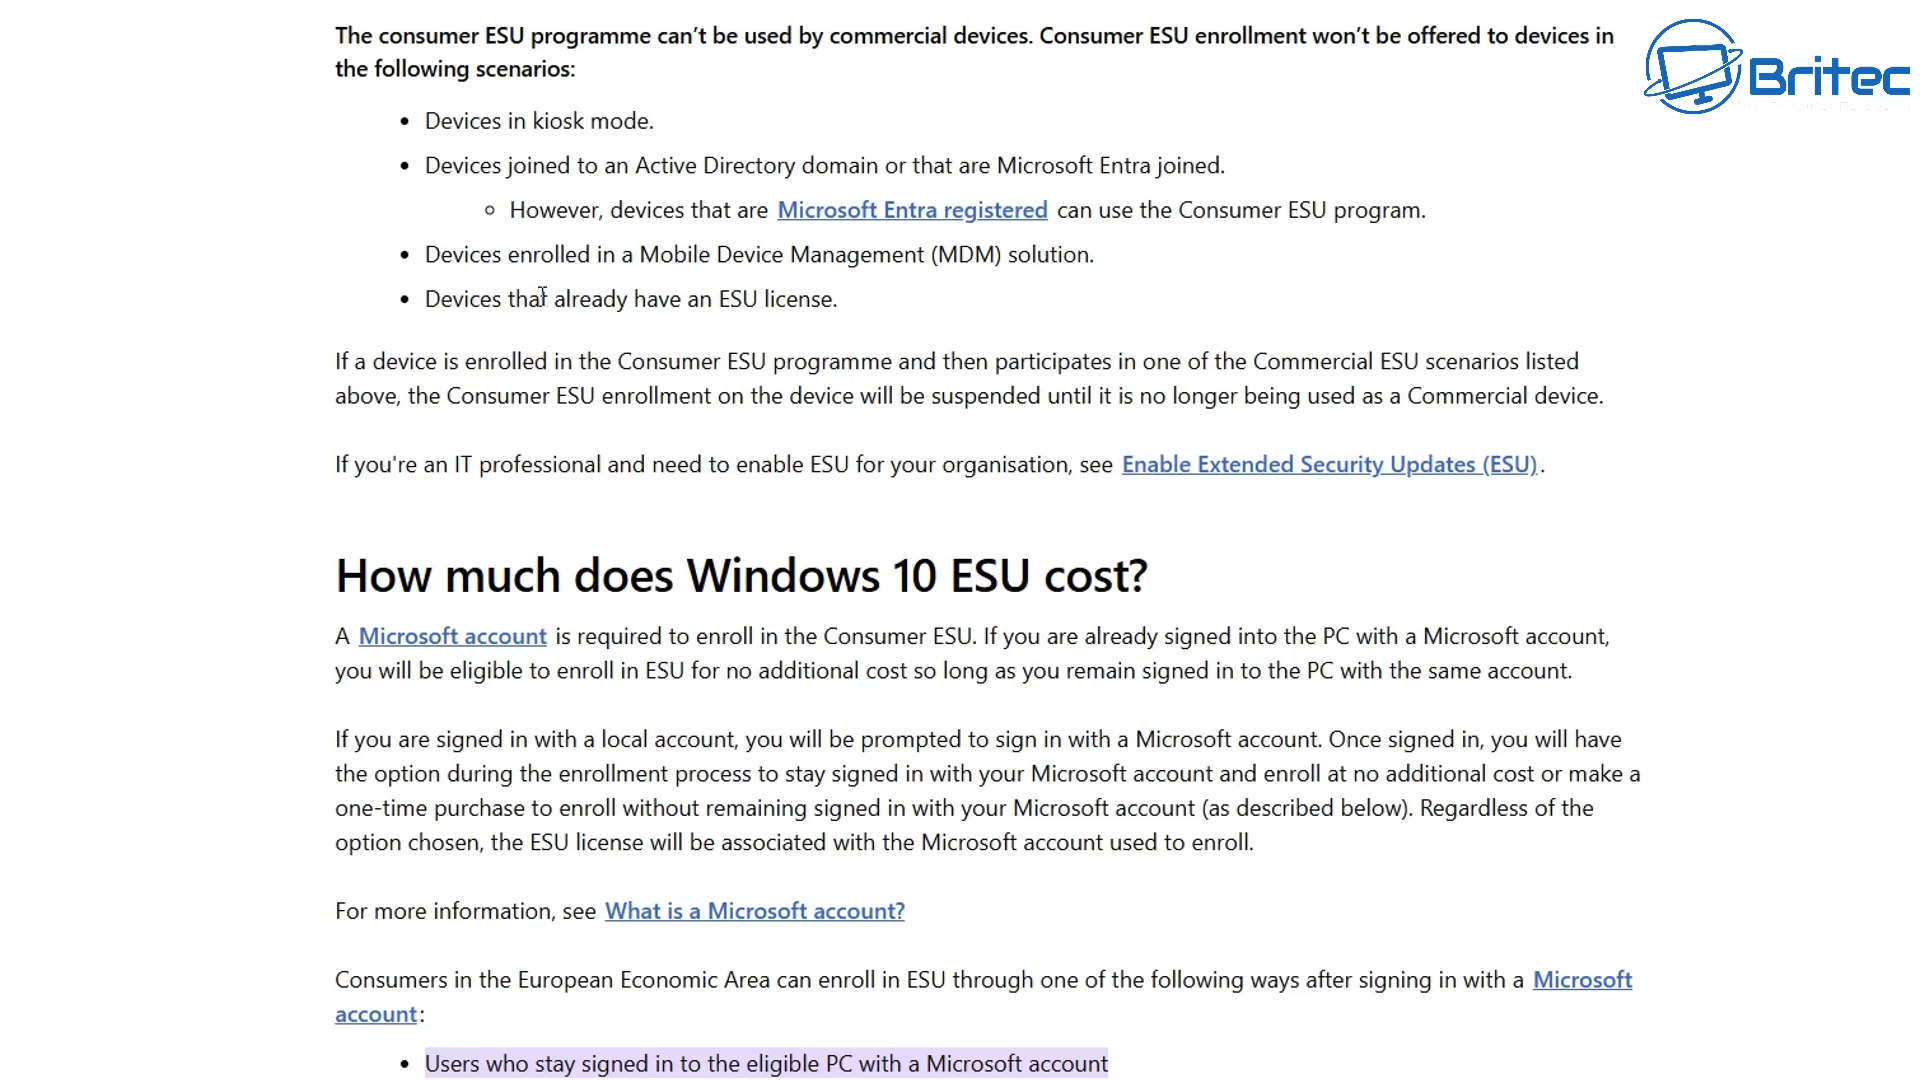 The consumer ESU programme can’t be used by commercial devices. Consumer ESU enrollment won’t be offered to devices in
the following scenarios:
• Devices in kiosk mode.
• Devices joined to an Active Directory domain or that are Microsoft Entra joined.
○ However, devices that are Microsoft Entra registered can use the Consumer ESU program.
• Devices enrolled in a Mobile Device Management (MDM) solution.
• Devices that already have an ESU license.
If a device is enrolled in the Consumer ESU programme and then participates in one of the Commercial ESU scenarios listed
above, the Consumer ESU enrollment on the device will be suspended until it is no longer being used as a Commercial device.
If you're an IT professional and need to enable ESU for your organisation, see Enable Extended Security Updates (ESU).
How much does Windows 10 ESU cost?
A Microsoft account is required to enroll in the Consumer ESU. If you are already signed into the PC with a Microsoft account,
you will be eligible to enroll in ESU for no additional cost so long as you remain signed in to the PC with the same account.
If you are signed in with a local account, you will be prompted to sign in with a Microsoft account. Once signed in, you will have
the option during the enrollment process to stay signed in with your Microsoft account and enroll at no additional cost or make a
one-time purchase to enroll without remaining signed in with your Microsoft account (as described below). Regardless of the
option chosen, the ESU license will be associated with the Microsoft account used to enroll.
For more information, see What is a Microsoft account?
Consumers in the European Economic Area can enroll in ESU through one of the following ways after signing in with a Microsoft
account:
• Users who stay signed in to the eligible PC with a Microsoft account
Britec